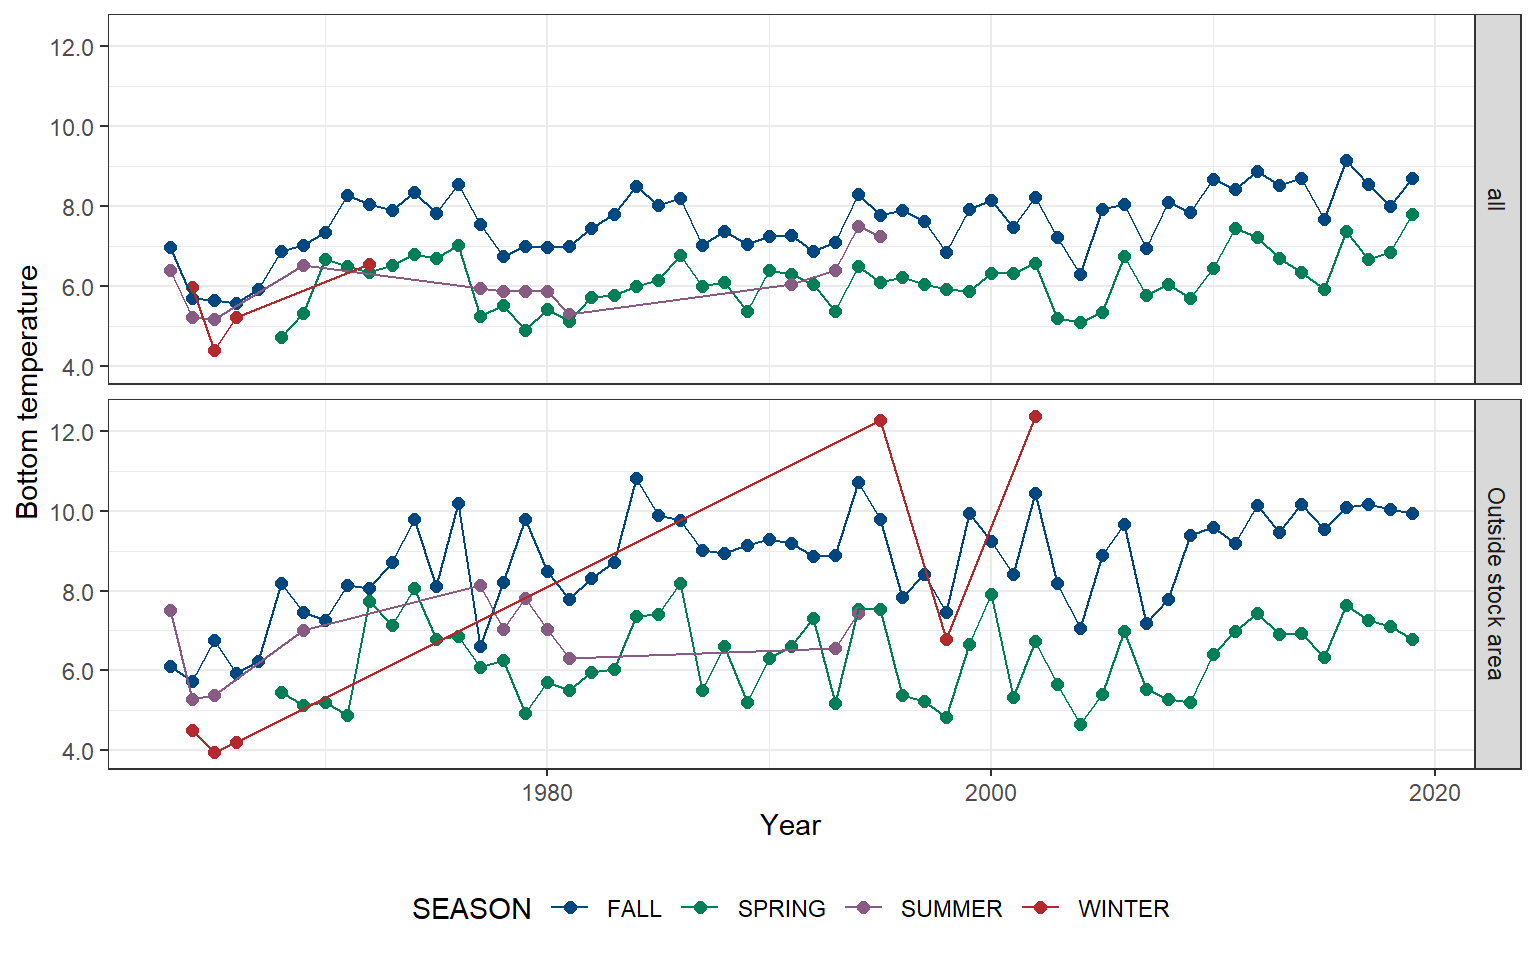 12.0
10.0
8.0
6.0
4.0
all
Bottom temperature
12.0
10.0
8.0
6.0
4.0
Outside stock area
1980 2000 2020
Year
SEASON FALL SPRING SUMMER WINTER